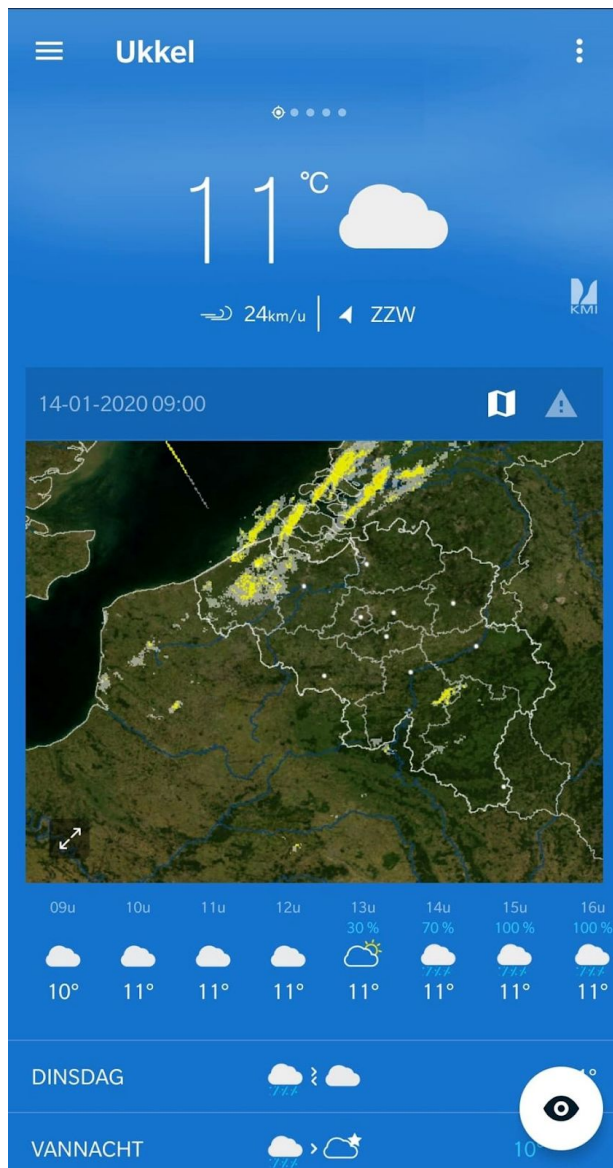 Ukkel
11 °C
24km/u ZZW
KMI
14-01-2020 09:00
09u 10u 11u 12u 13u 14u 15u 16u
30 % 70 % 100 % 100 %
10° 11° 11° 11° 11° 11° 11° 11°
DINSDAG
VANNACHT 10°